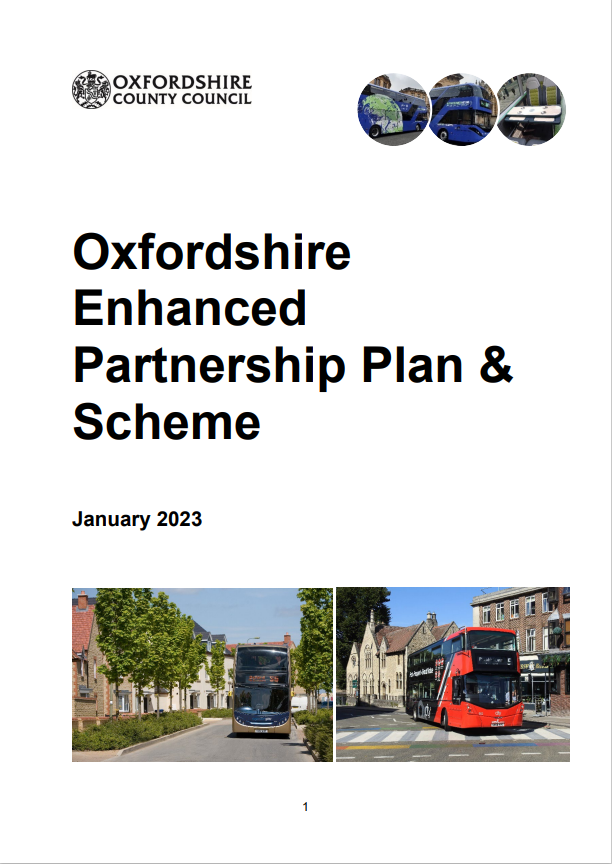 OXFORDSHIRE
COUNTY COUNCIL
Oxfordshire
Enhanced
Partnership Plan &
Scheme
January 2023
1